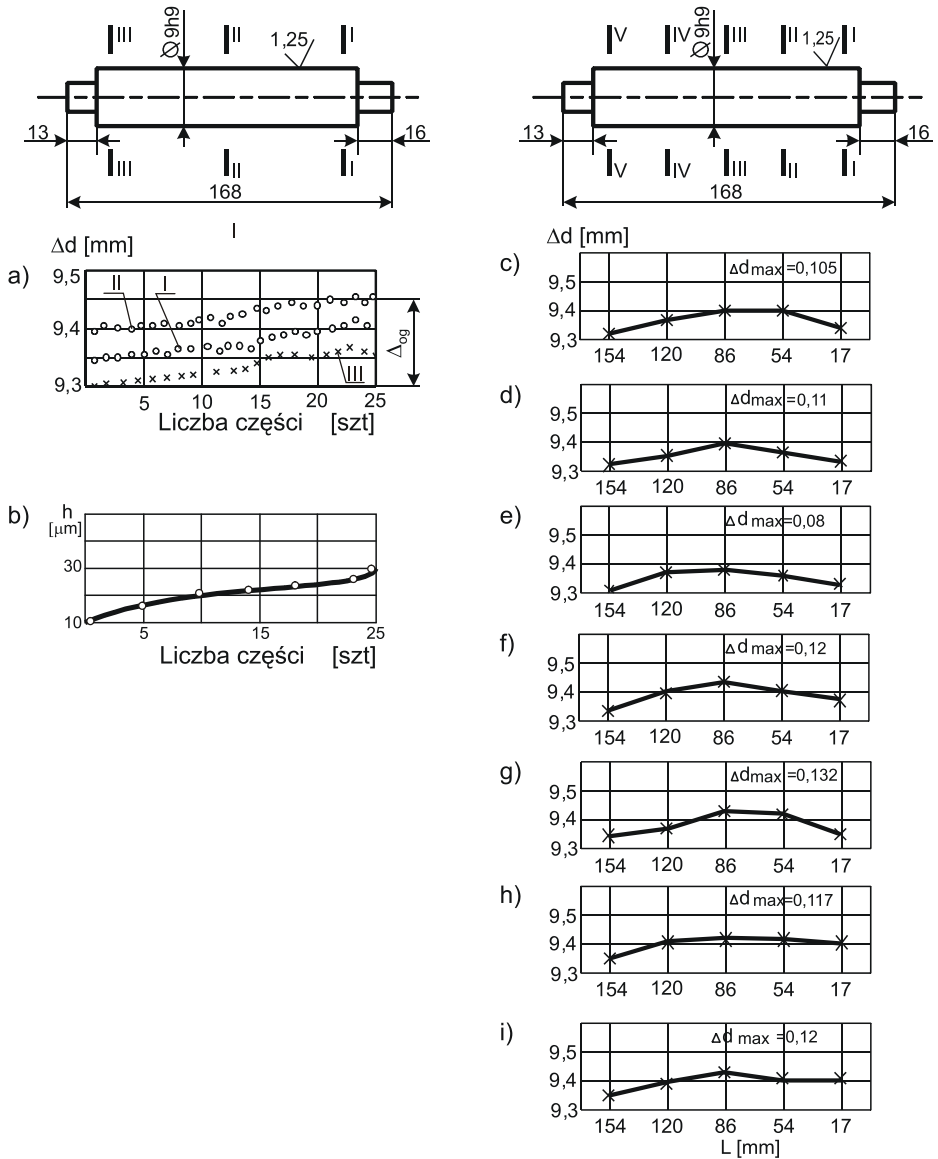 III II I
Ø 9h9
1,25
13
16
III II I
168
I
V IV III II I
Ø 9h9
1,25
13
16
V IV III II I
168
Δd [mm]
a)
9,5
9,4
9,3
II I
III
Δog
5 10 15 20 25
Liczba części [szt]
b)
h
[μm]
30
10
5 15 25
Liczba części [szt]
Δd [mm]
c)
Δd max=0,105
9,5
9,4
9,3
154 120 86 54 17
d)
Δdmax=0,11
9,5
9,4
9,3
154 120 86 54 17
e)
Δ d max=0,08
9,5
9,4
9,3
154 120 86 54 17
f)
Δ d max=0,12
9,5
9,4
9,3
154 120 86 54 17
g)
Δdmax =0,132
9,5
9,4
9,3
154 120 86 54 17
h)
Δd max=0,117
9,5
9,4
9,3
154 120 86 54 17
i)
Δd max =0,12
9,5
9,4
9,3
154 120 86 54 17
L [mm]